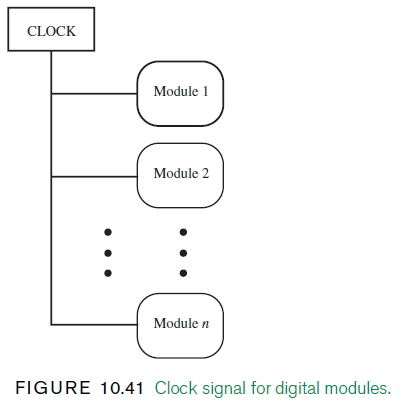 CLOCK
Module 1
Module 2
Module n
FIGURE 10.41 Clock signal for digital modules.